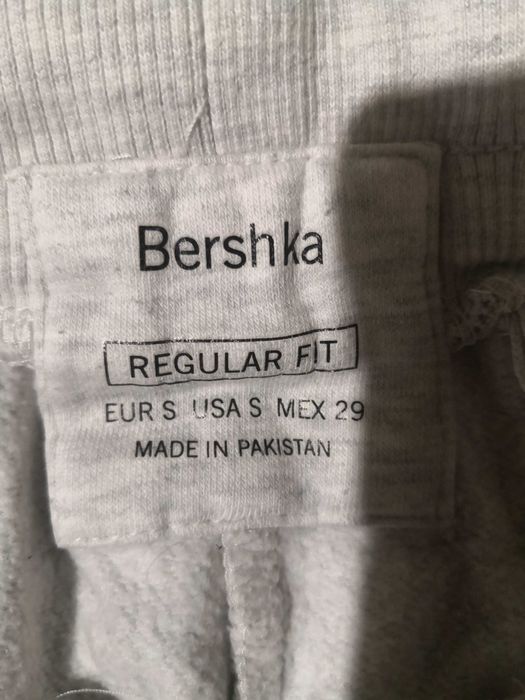 Bershka
REGULAR FIT
EUR S USA S MEX 29
MADE IN PAKISTAN